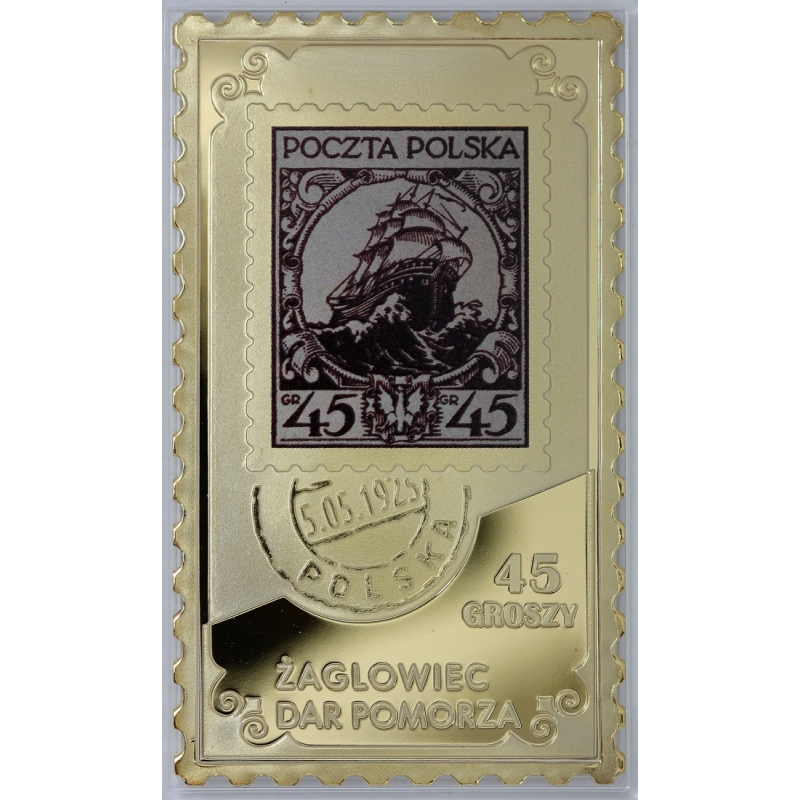 POCZTA POLSKA
GR 45 GR 45
5.05.1925
POLSKA
45
GROSZY
ŻAGLOWIEC
DAR POMORZA